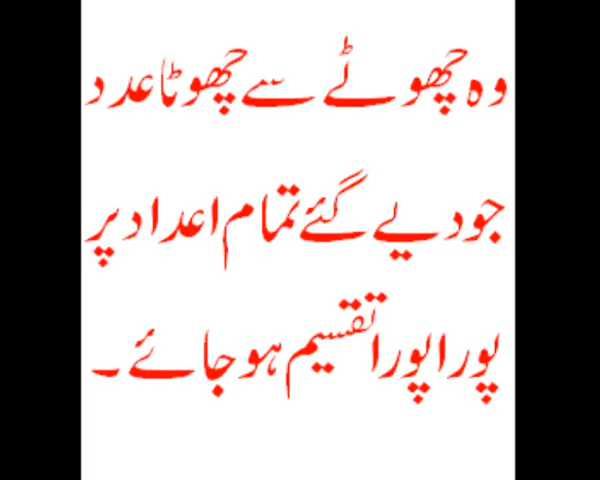 وہ چھوٹے سے چھوٹا عدد
جو دیے گئے تمام اعداد پر
پورا پورا تقسیم ہو جائے ۔